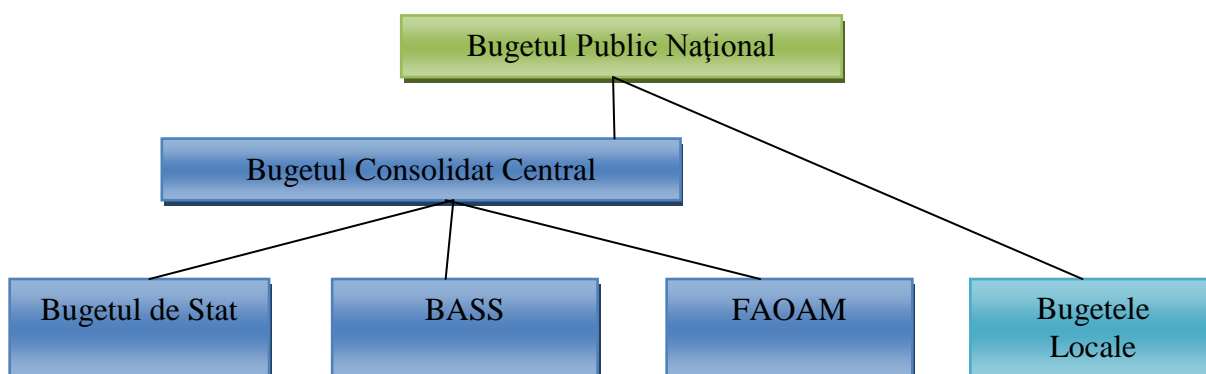 Bugetul Public Naţional
Bugetul Consolidat Central
Bugetul de Stat
BASS
FAOAM
Bugetele
Locale